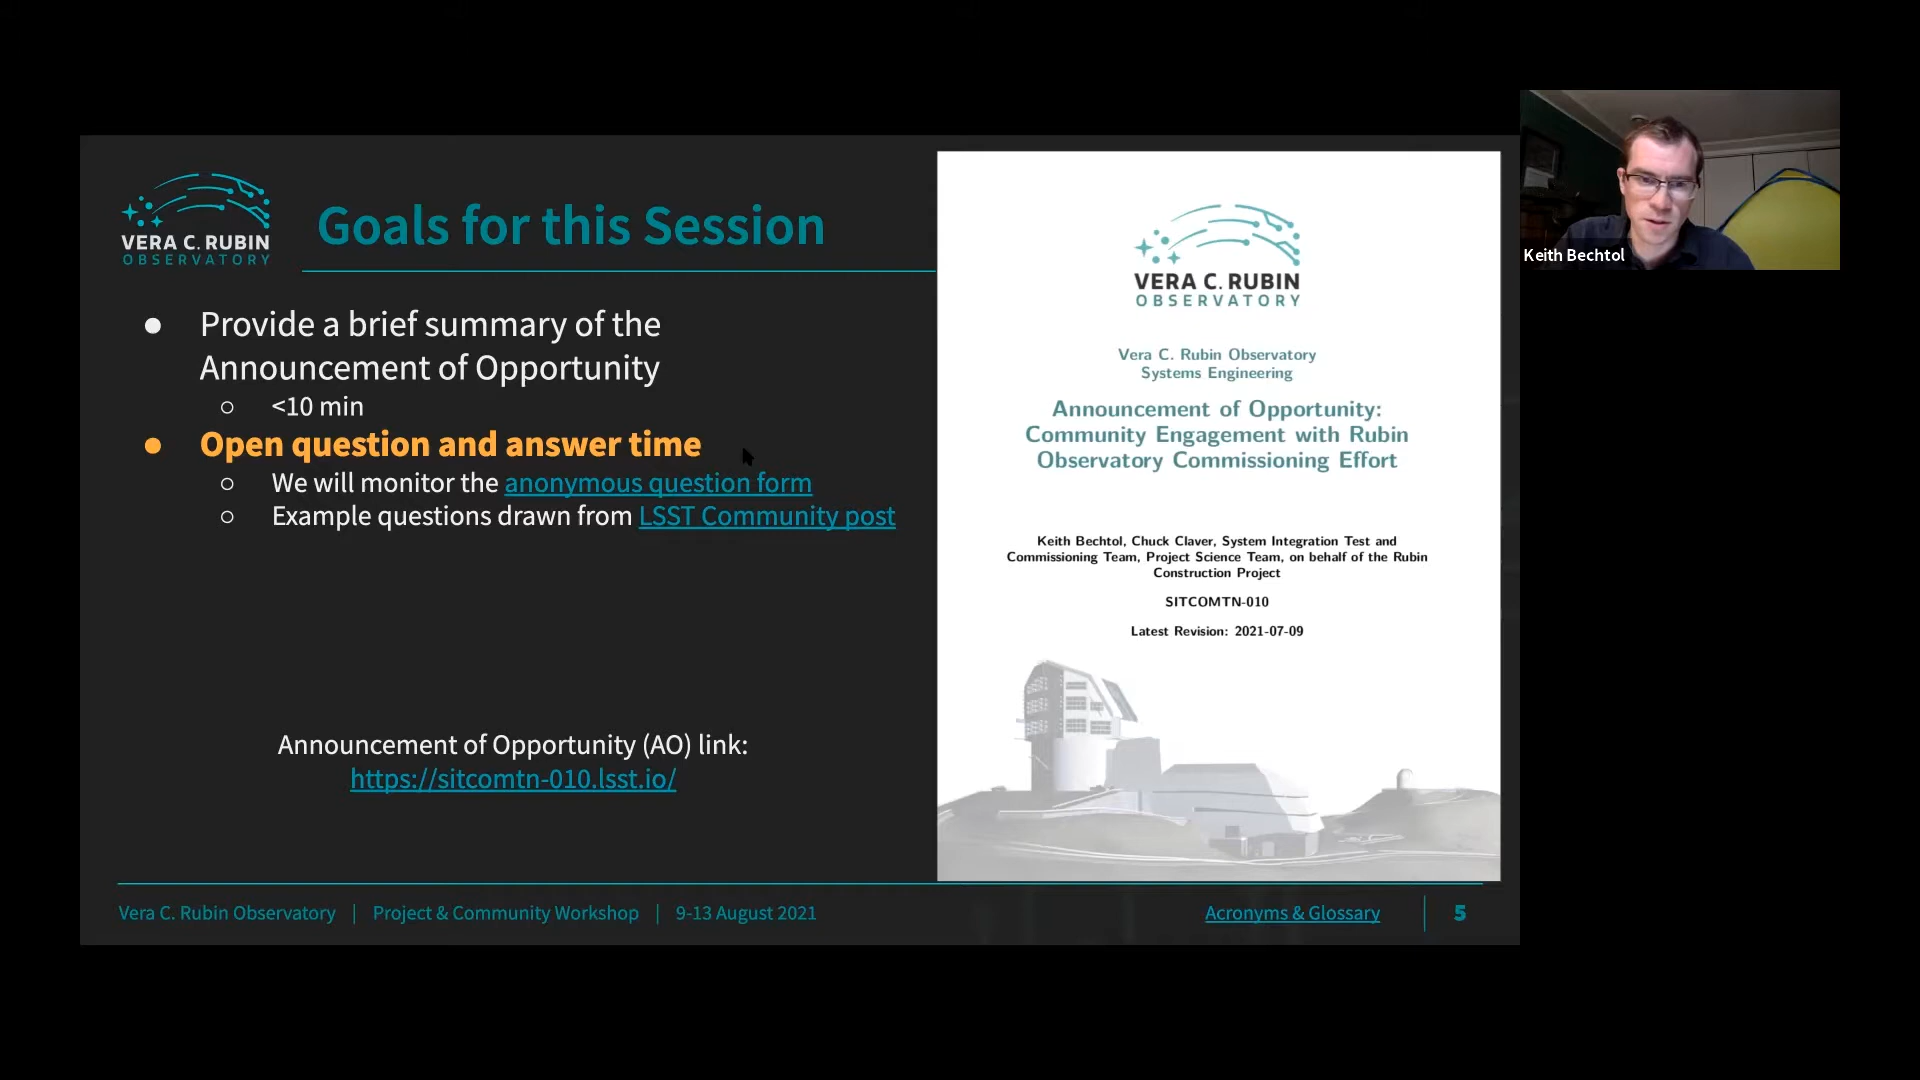 VERA C. RUBIN
OBSERVATORY
Goals for this Session
● Provide a brief summary of the
Announcement of Opportunity
○ <10 min
● Open question and answer time
○ We will monitor the anonymous question form
○ Example questions drawn from LSST Community post
Announcement of Opportunity (AO) link:
https://sitcomtn-010.lsst.io/
VERA C. RUBIN
OBSERVATORY
Vera C. Rubin Observatory
Systems Engineering
Announcement of Opportunity:
Community Engagement with Rubin
Observatory Commissioning Effort
Keith Bechtol, Chuck Claver, System Integration Test and
Commissioning Team, Project Science Team, on behalf of the Rubin
Construction Project
SITCOMTN-010
Latest Revision: 2021-07-09
Vera C. Rubin Observatory | Project & Community Workshop | 9-13 August 2021
Acronyms & Glossary | 5
Keith Bechtol